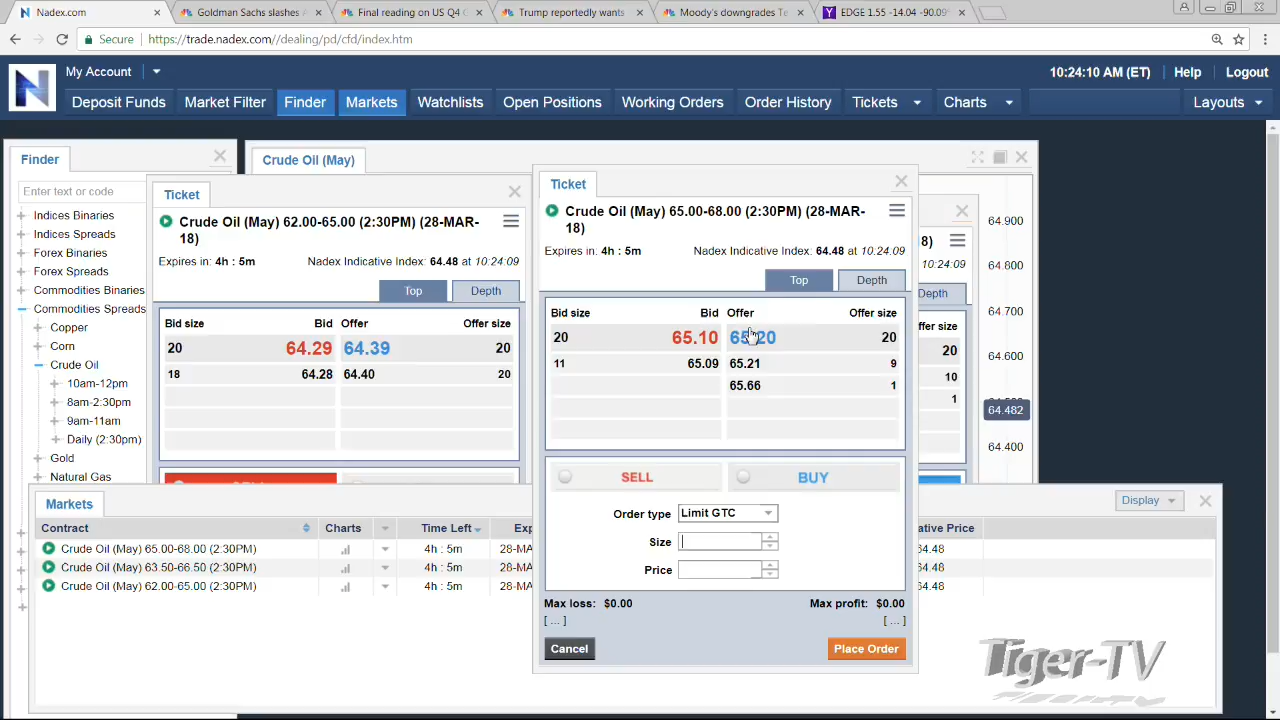 Nadex.com
Goldman Sachs slashes A
Final reading on US Q4 G
Trump reportedly wants
Moody's downgrades Te
EDGE 1.55 -14.04 -90.09%
Secure
https://trade.nadex.com//dealing/pd/cfd/index.htm
My Account
10:24:10 AM (ET)
Help
Logout
Deposit Funds
Market Filter
Finder
Markets
Watchlists
Open Positions
Working Orders
Order History
Tickets
Charts
Layouts
Finder
Enter text or code
Indices Binaries
Indices Spreads
Forex Binaries
Forex Spreads
Commodities Binaries
Commodities Spreads
Copper
Corn
Crude Oil
10am-12pm
8am-2:30pm
9am-11am
Daily (2:30pm)
Gold
Natural Gas
Crude Oil (May)
Ticket
Crude Oil (May) 62.00-65.00 (2:30PM) (28-MAR-
18)
Expires in: 4h : 5m
Nadex Indicative Index: 64.48 at 10:24:09
Top
Depth
Bid size Bid Offer Offer size
20 64.29 64.39 20
18 64.28 64.40 20
Ticket
Crude Oil (May) 65.00-68.00 (2:30PM) (28-MAR-
18)
Expires in: 4h : 5m
Nadex Indicative Index: 64.48 at 10:24:09
Top
Depth
Bid size Bid Offer Offer size
20 65.10 65.20 20
11 65.09 65.21 9
65.66 1
SELL
BUY
Order type Limit GTC
Size
Price
Max loss: $0.00
Max profit: $0.00
[ ... ]
[ ... ]
Cancel
Place Order
8)
10:24:09
Depth
ffer size
20
10
1
64.900
64.800
64.700
64.600
64.482
64.400
Markets
Display
Contract Charts Time Left Exp
ative Price
Crude Oil (May) 65.00-68.00 (2:30PM) 4h : 5m 28-MA
64.48
Crude Oil (May) 63.50-66.50 (2:30PM) 4h : 5m 28-MA
64.48
Crude Oil (May) 62.00-65.00 (2:30PM) 4h : 5m 28-MA
64.48
Tiger-TV